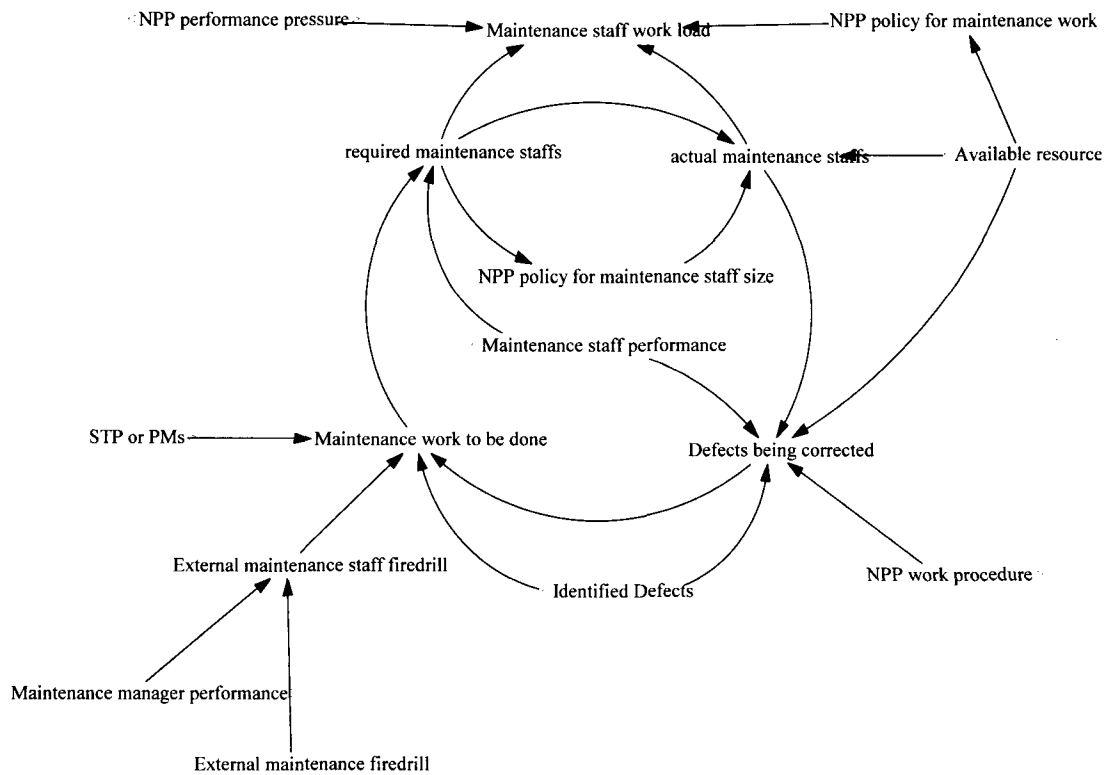 NPP performance pressure
Maintenance staff work load
NPP policy for maintenance work
required maintenance staffs
actual maintenance staffs
Available resource
NPP policy for maintenance staff size
Maintenance staff performance
STP or PMs
Maintenance work to be done
Defects being corrected
External maintenance staff firedrill
Identified Defects
NPP work procedure
Maintenance manager performance
External maintenance firedrill